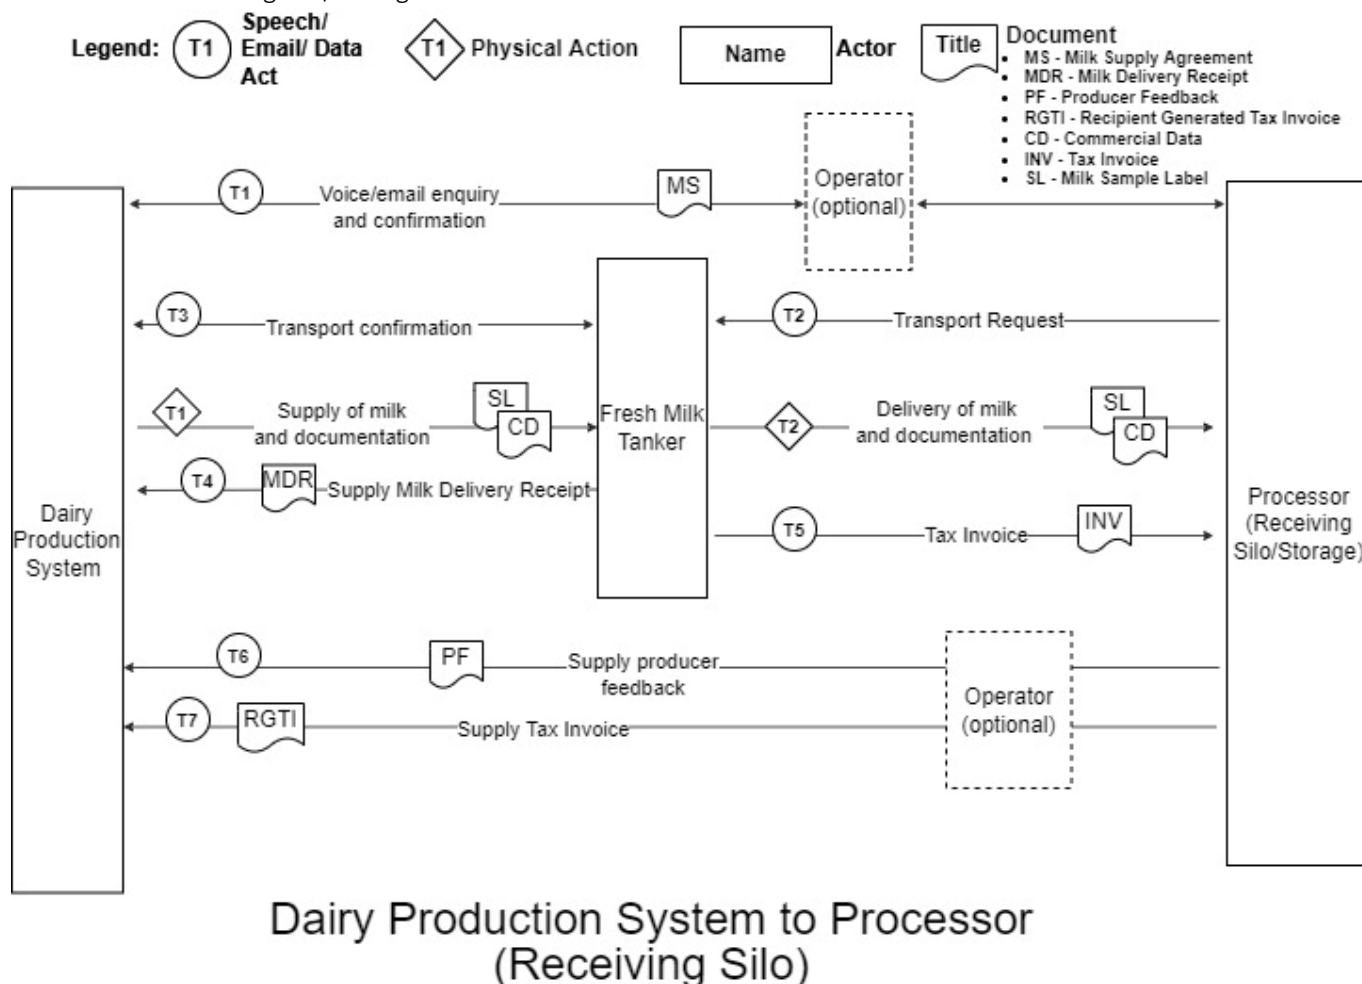 Legend:
T1
Speech/
Email/ Data
Act
T1
Physical Action
Name
Actor
Title
Document
• MS - Milk Supply Agreement
• MDR - Milk Delivery Receipt
• PF - Producer Feedback
• RGTI - Recipient Generated Tax Invoice
• CD - Commercial Data
• INV - Tax Invoice
• SL - Milk Sample Label
T1
Voice/email enquiry
and confirmation
MS
Operator
(optional)
T3
Transport confirmation
T2
Transport Request
T1
Supply of milk
and documentation
SL
CD
Fresh Milk
Tanker
T2
Delivery of milk
and documentation
SL
CD
T4
MDR
Supply Milk Delivery Receipt
T5
Tax Invoice
INV
Dairy
Production
System
Processor
(Receiving
Silo/Storage)
T6
PF
Supply producer
feedback
Operator
(optional)
T7
RGTI
Supply Tax Invoice
Dairy Production System to Processor
(Receiving Silo)